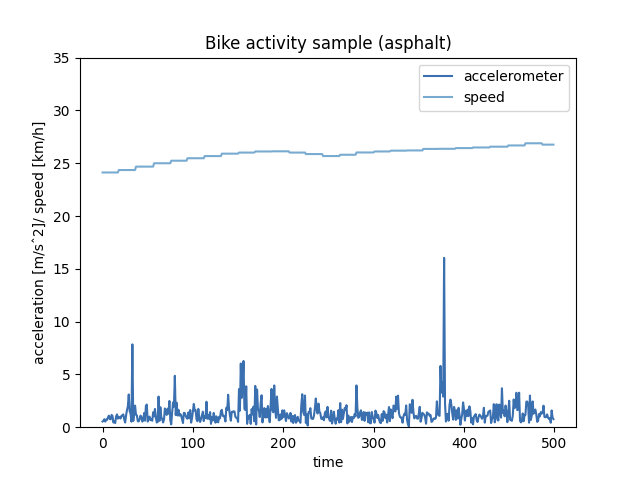 Bike activity sample (asphalt)
accelerometer
speed
acceleration [m/sˆ2]/ speed [km/h]
35
30
25
20
15
10
5
0
0 100 200 300 400 500
time